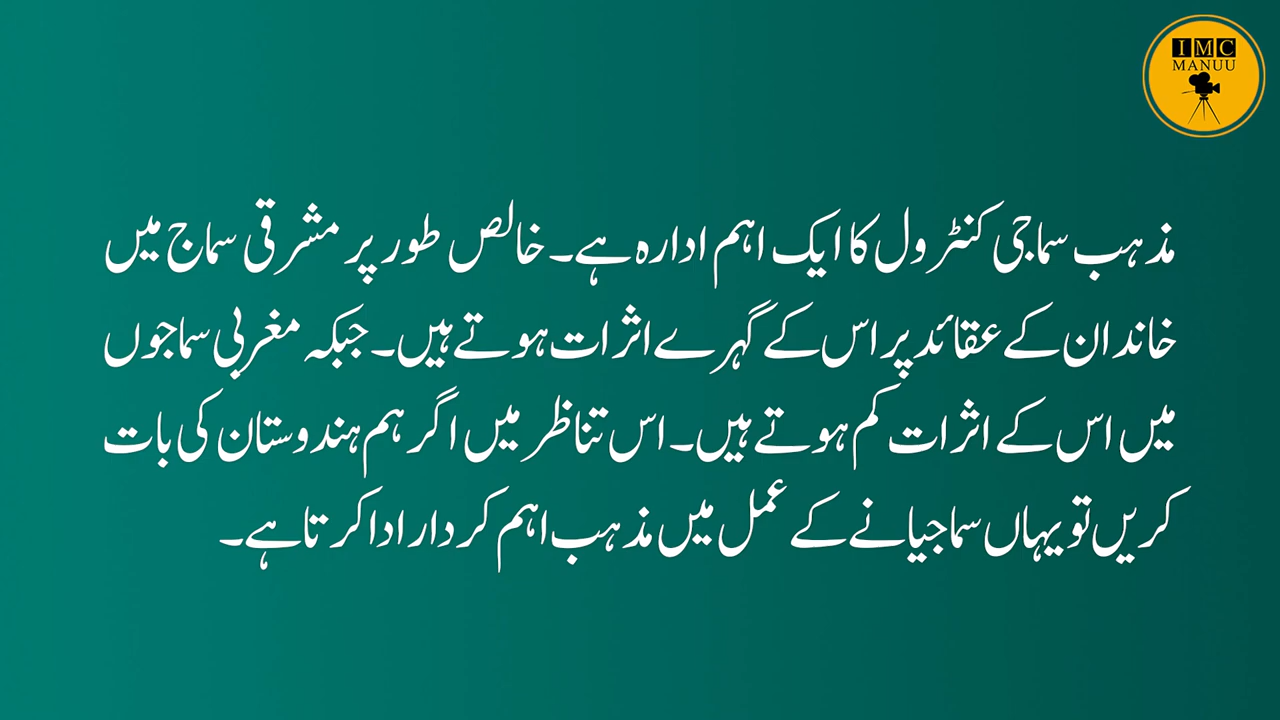 IMC
MANUU
مذہب سماجی کنٹرول کا ایک اہم ادارہ ہے۔ خالص طور پر مشرقی سماج میں
خاندان کے عقائد پر اس کے گہرے اثرات ہوتے ہیں۔ جبکہ مغربی سماجوں
میں اس کے اثرات کم ہوتے ہیں۔ اس تناظر میں اگر ہم ہندوستان کی بات
کریں تو یہاں سماجیانے کے عمل میں مذہب اہم کردار ادا کرتا ہے۔